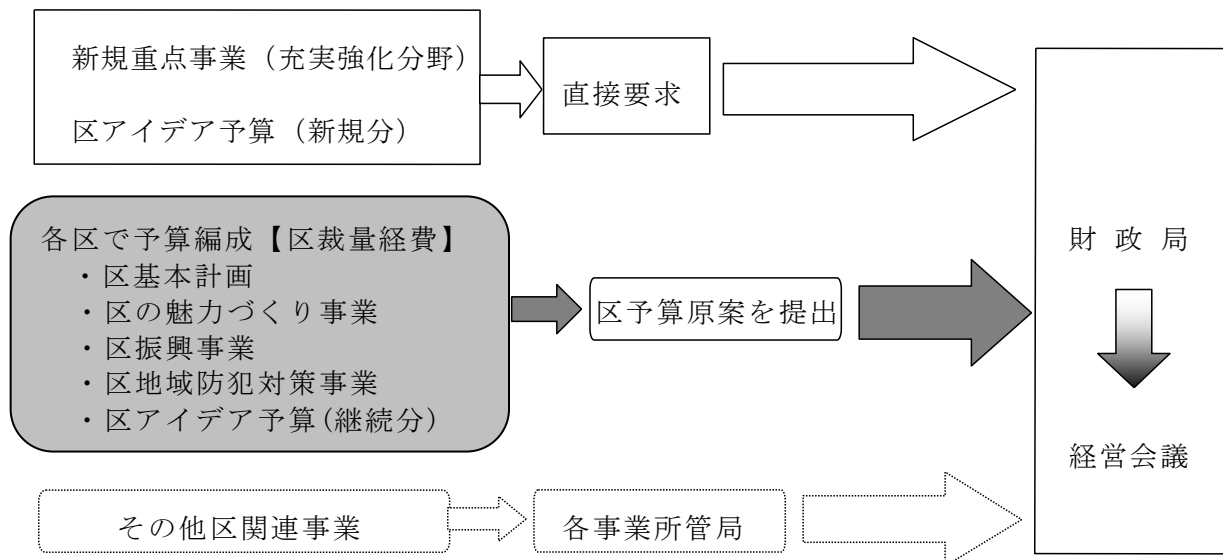 新規重点事業（充実強化分野）
区アイデア予算（新規分）
直接要求
各区で予算編成【区裁量経費】
・区基本計画
・区の魅力づくり事業
・区振興事業
・区地域防犯対策事業
・区アイデア予算(継続分)
区予算原案を提出
その他区関連事業
各事業所管局
財政局
経営会議